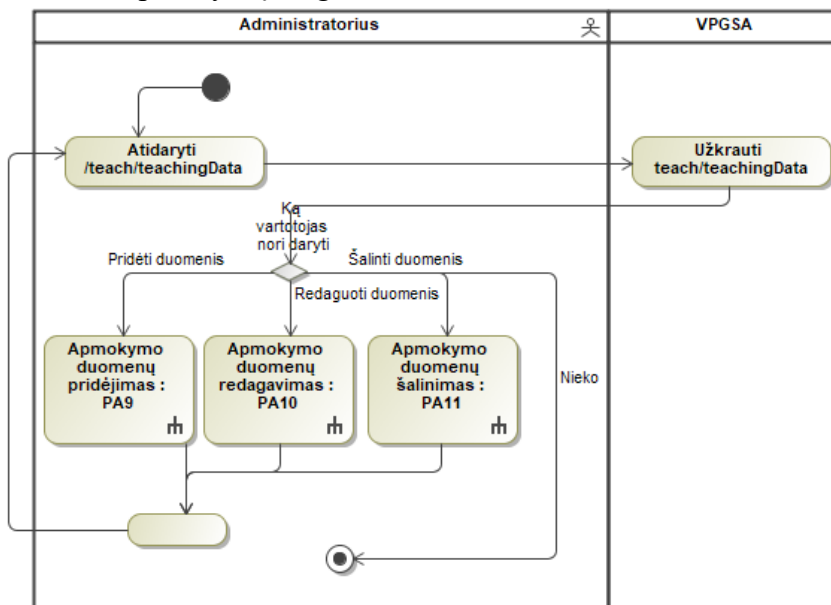 Administratorius
VPGSA
Atidaryti
/teach/teachingData
Užkrauti
teach/teachingData
Ką
vartotojas
nori daryti
Pridėti duomenis
Šalinti duomenis
Redaguoti duomenis
Apmokymo
duomenų
pridėjimas :
PA9
Apmokymo
duomenų
redagavimas :
PA10
Apmokymo
duomenų
šalinimas :
PA11
Nieko